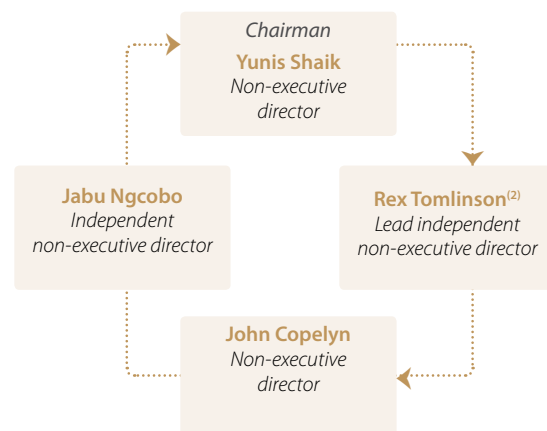 Chairman
Yunis Shaik
Non-executive
director
Jabu Ngcobo
Independent
non-executive director
Rex Tomlinson(2)
Lead independent
non-executive director
John Copelyn
Non-executive
director